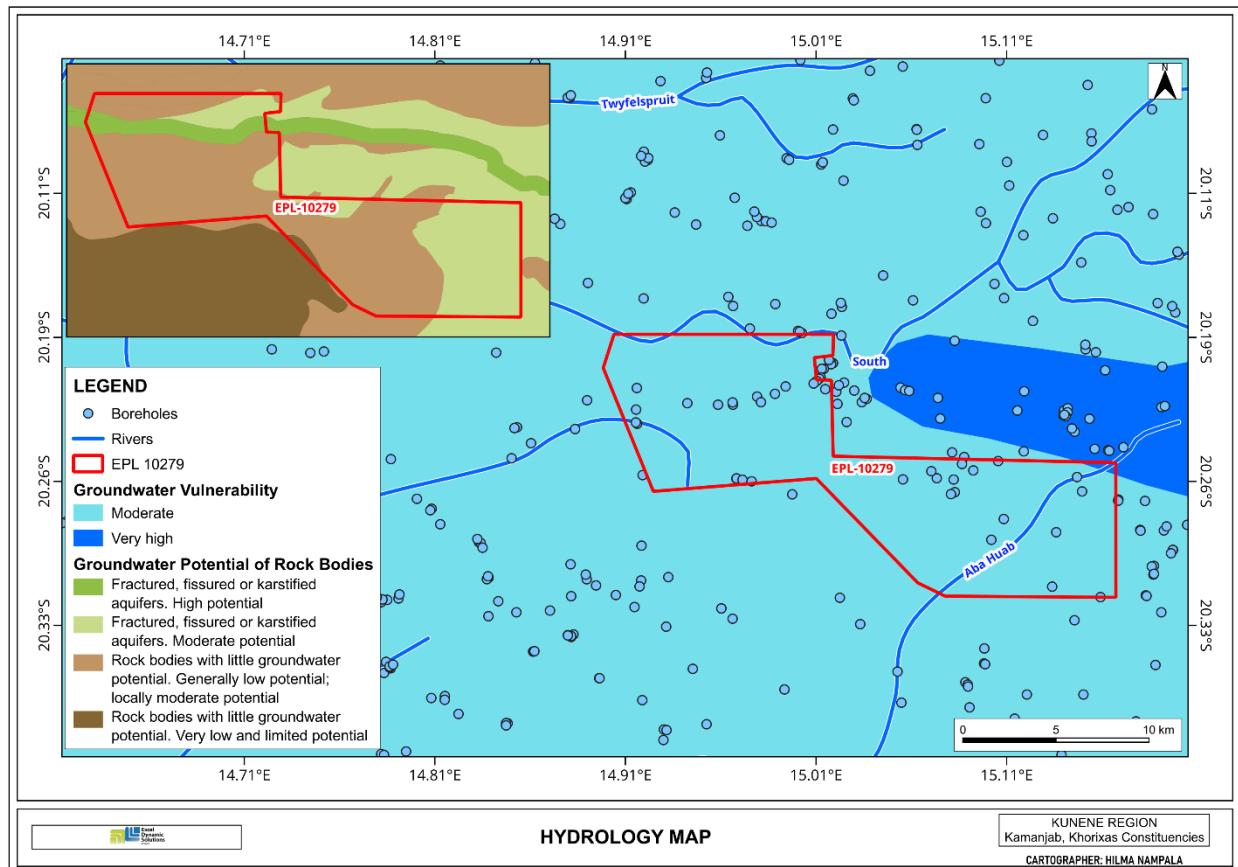 14.71°E 14.81°E 14.91°E 15.01°E 15.11°E
N
Twyfelspruit
20.11°S 20.11°S
EPL-10279
20.19°S 20.19°S
South
LEGEND
Boreholes
Rivers
EPL 10279
Groundwater Vulnerability
Moderate
Very high
Groundwater Potential of Rock Bodies
Fractured, fissured or karstified
aquifers. High potential
Fractured, fissured or karstified
aquifers. Moderate potential
Rock bodies with little groundwater
potential. Generally low potential;
locally moderate potential
Rock bodies with little groundwater
potential. Very low and limited potential
EPL-10279
20.26°S 20.26°S
Aba Huab
20.33°S 20.33°S
0 5 10 km
14.71°E 14.81°E 14.91°E 15.01°E 15.11°E
Excel
Dynamic
Solutions
HYDROLOGY MAP
KUNENE REGION
Kamanjab, Khorixas Constituencies
CARTOGRAPHER: HILMA NAMPALA